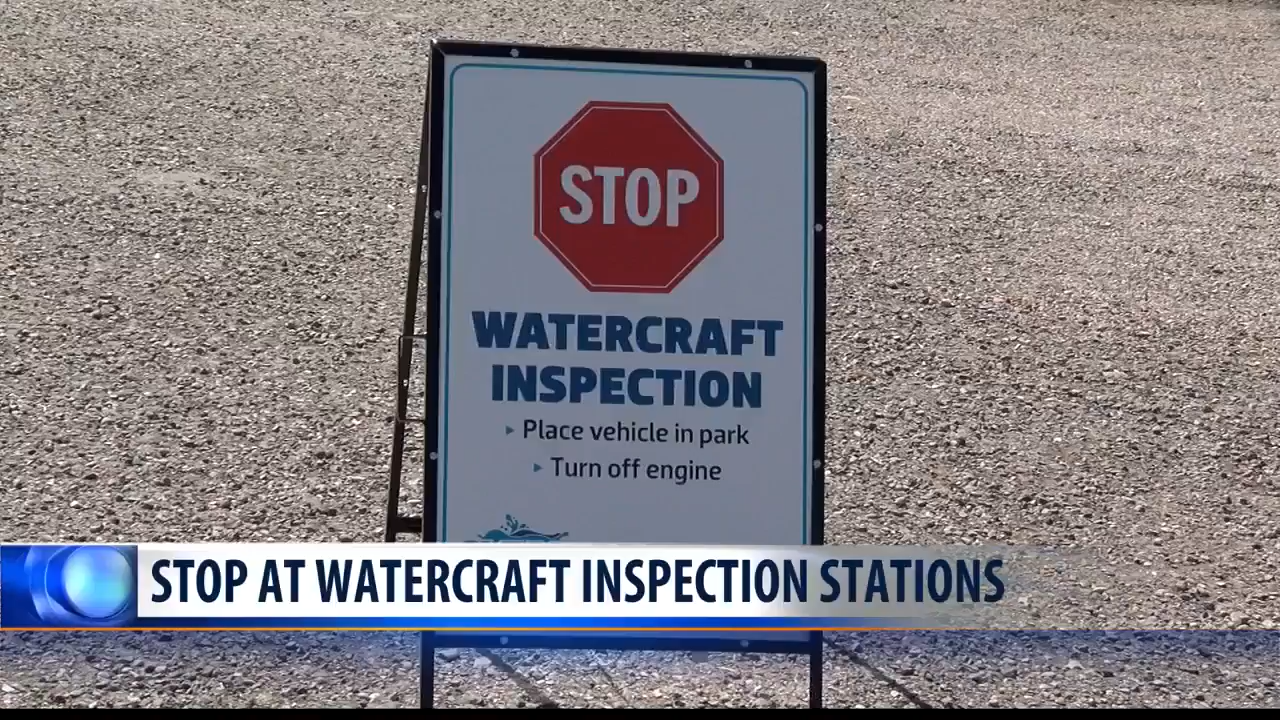 STOP
WATERCRAFT
INSPECTION
▸ Place vehicle in park
▸ Turn off engine
STOP AT WATERCRAFT INSPECTION STATIONS